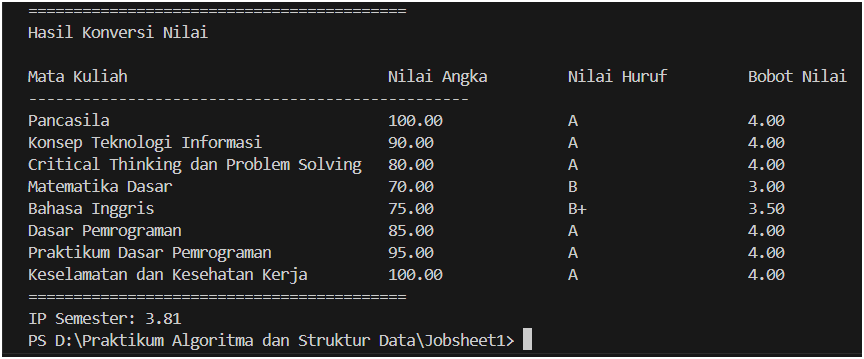 ==========================================
Hasil Konversi Nilai
Mata Kuliah Nilai Angka Nilai Huruf Bobot Nilai
-------------------------------------------------
Pancasila 100.00 A 4.00
Konsep Teknologi Informasi 90.00 A 4.00
Critical Thinking dan Problem Solving 80.00 A 4.00
Matematika Dasar 70.00 B 3.00
Bahasa Inggris 75.00 B+ 3.50
Dasar Pemrograman 85.00 A 4.00
Praktikum Dasar Pemrograman 95.00 A 4.00
Keselamatan dan Kesehatan Kerja 100.00 A 4.00
==========================================
IP Semester: 3.81
PS D:\Praktikum Algoritma dan Struktur Data\Jobsheet1>